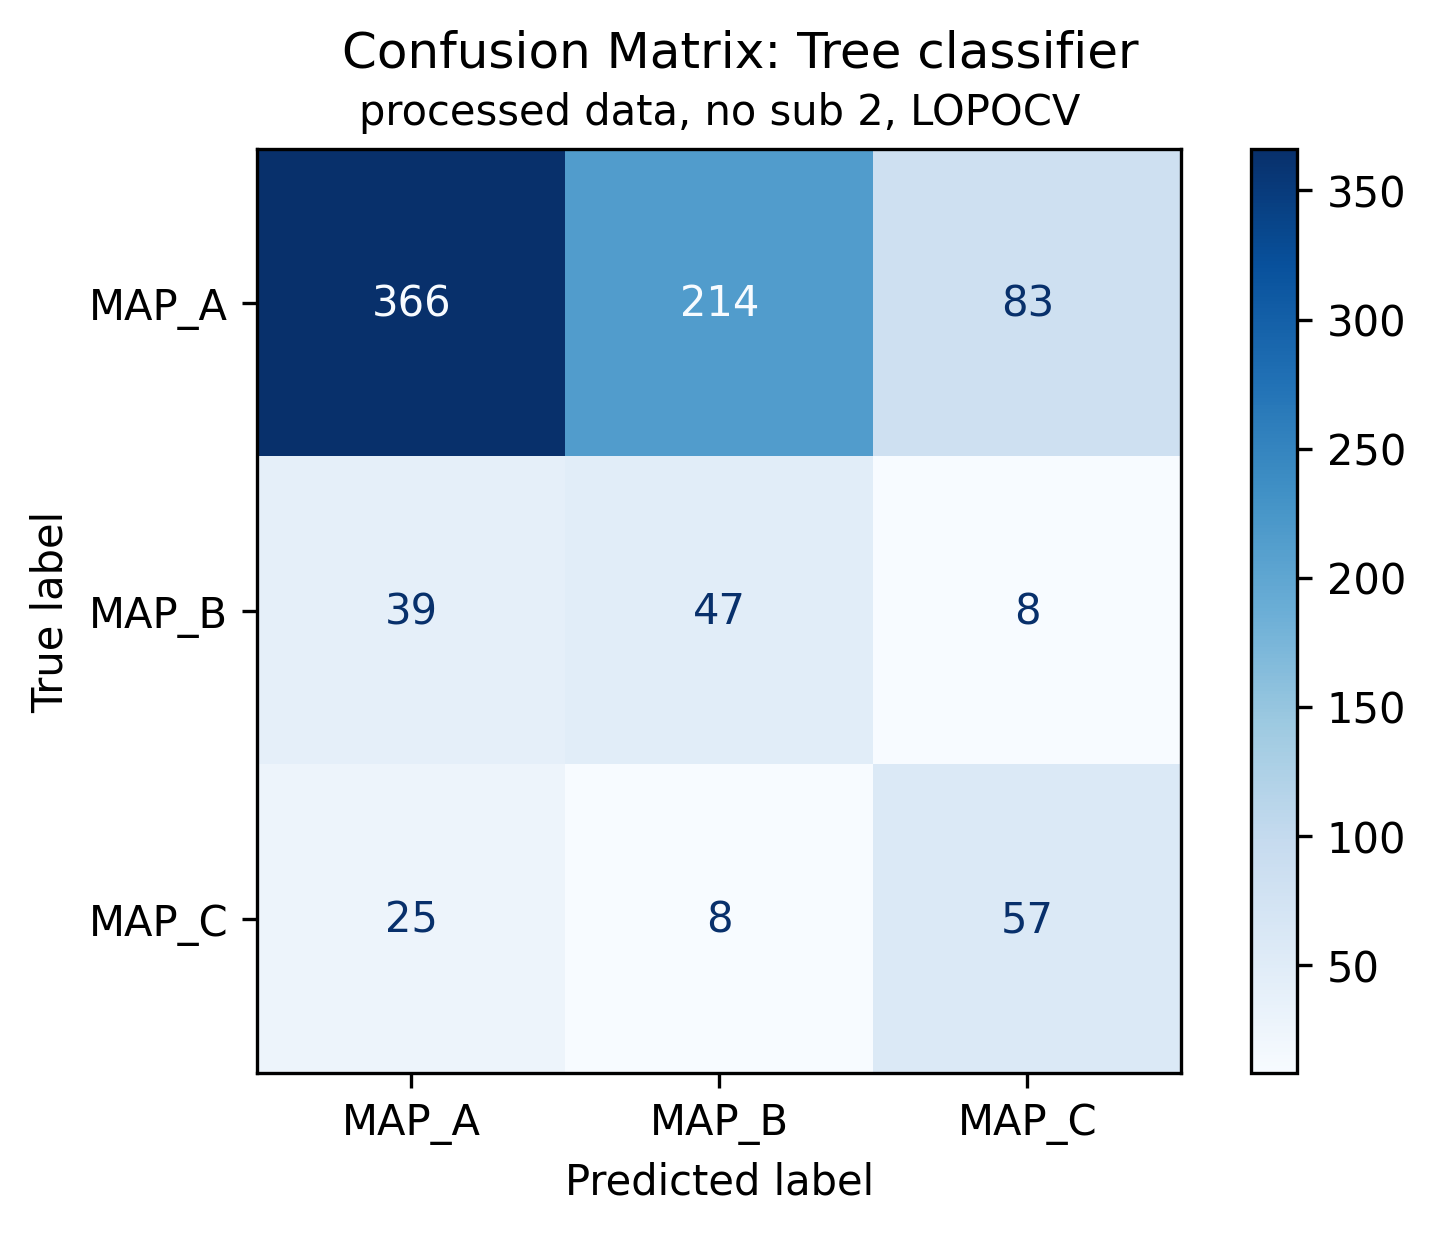 Confusion Matrix: Tree classifier
processed data, no sub 2, LOPOCV
True label
MAP_A
366
214
83
MAP_B
39
47
8
MAP_C
25
8
57
MAP_A
MAP_B
MAP_C
Predicted label
350
300
250
200
150
100
50